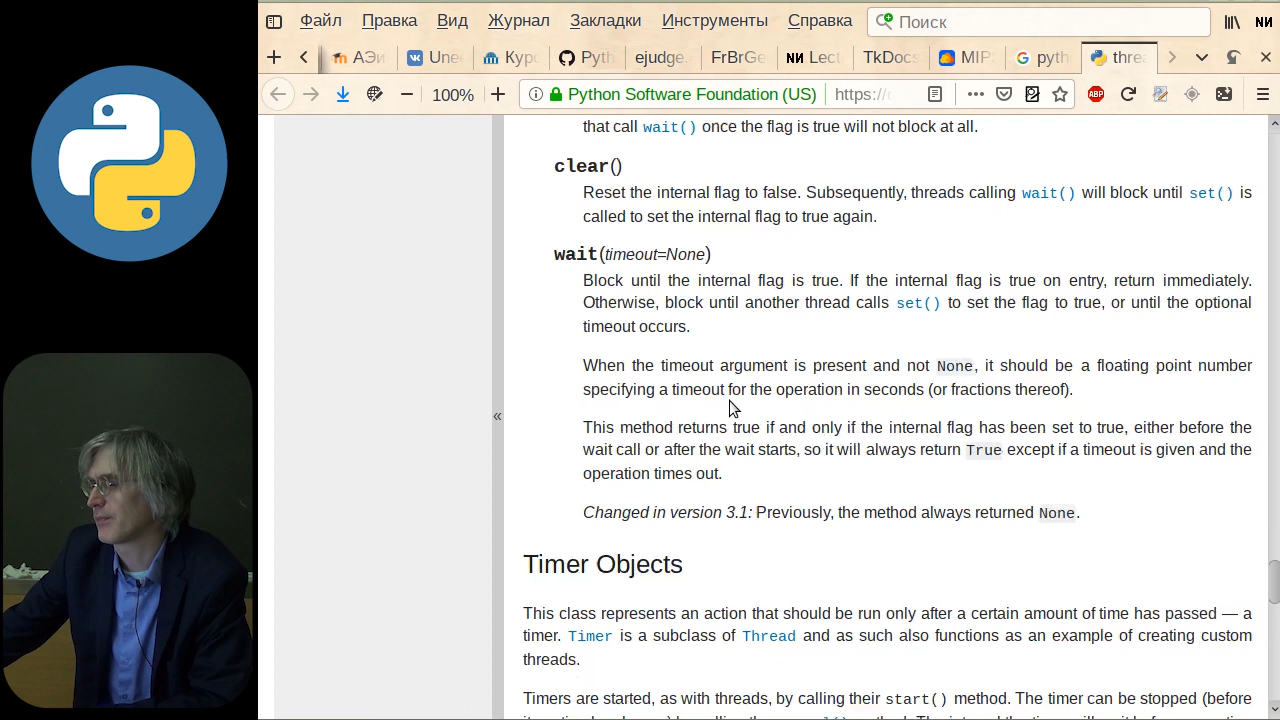 Файл Правка Вид Журнал Закладки Инструменты Справка Поиск
АЭи Unec Курс Pyth ejudge FrBrGe Lect TkDocs MIPS pyth threa
100% Python Software Foundation (US) https://d ABP
that call wait() once the flag is true will not block at all.
clear()
Reset the internal flag to false. Subsequently, threads calling wait() will block until set() is
called to set the internal flag to true again.
wait(timeout=None)
Block until the internal flag is true. If the internal flag is true on entry, return immediately.
Otherwise, block until another thread calls set() to set the flag to true, or until the optional
timeout occurs.
When the timeout argument is present and not None, it should be a floating point number
specifying a timeout for the operation in seconds (or fractions thereof).
«
This method returns true if and only if the internal flag has been set to true, either before the
wait call or after the wait starts, so it will always return True except if a timeout is given and the
operation times out.
Changed in version 3.1: Previously, the method always returned None.
Timer Objects
This class represents an action that should be run only after a certain amount of time has passed — a
timer. Timer is a subclass of Thread and as such also functions as an example of creating custom
threads.
Timers are started, as with threads, by calling their start() method. The timer can be stopped (before